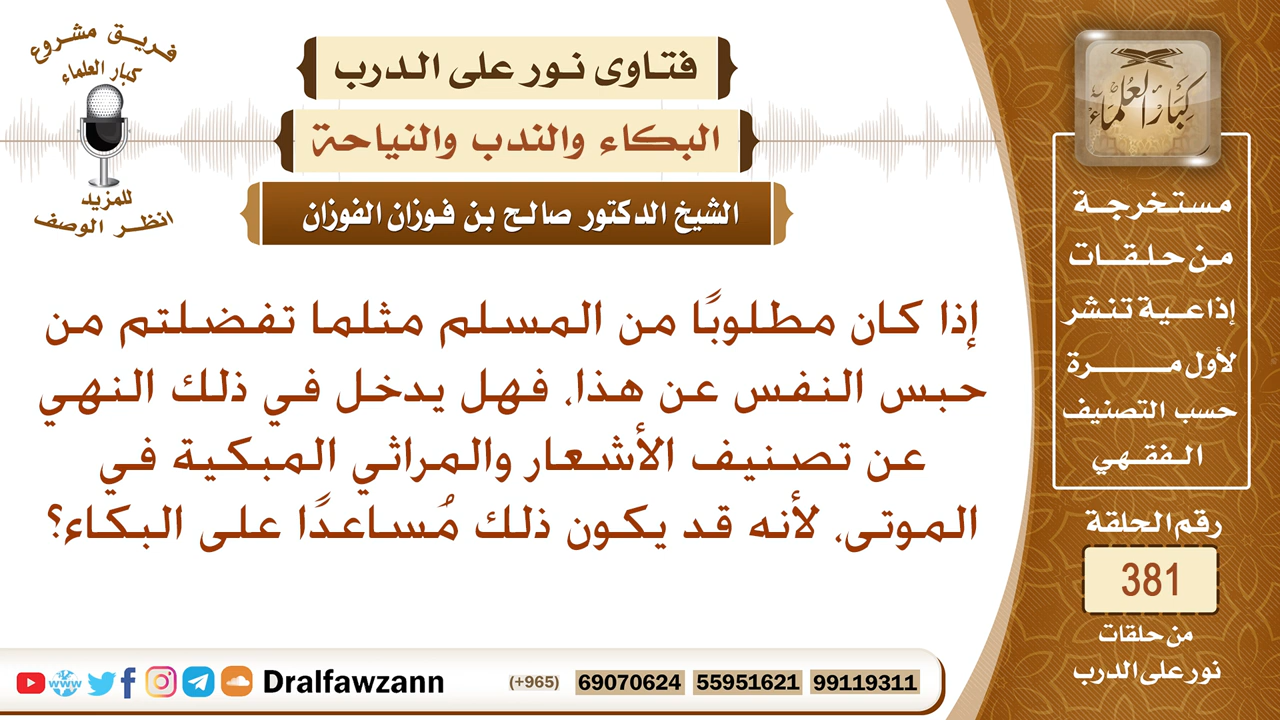 فريق مشروع
كبار العلماء
للمزيد
انظر الوصف
فتاوى نور على الدرب
البكاء والندب والنياحة
الشيخ الدكتور صالح بن فوزان الفوزان
إذا كان مطلوبًا من المسلم مثلما تفضلتم من
حبس النفس عن هذا، فهل يدخل في ذلك النهي
عن تصنيف الأشعار والمراثي المبكية في
الموتى، لأنه قد يكون ذلك مُساعدًا على البكاء؟
كبار العلماء
مستخرجة
من حلقات
إذاعية تنشر
لأول مرة
حسب التصنيف
الفقهي
رقم الحلقة
381
من حلقات
نور على الدرب
www Dralfawzann (+965) 69070624 55951621 99119311